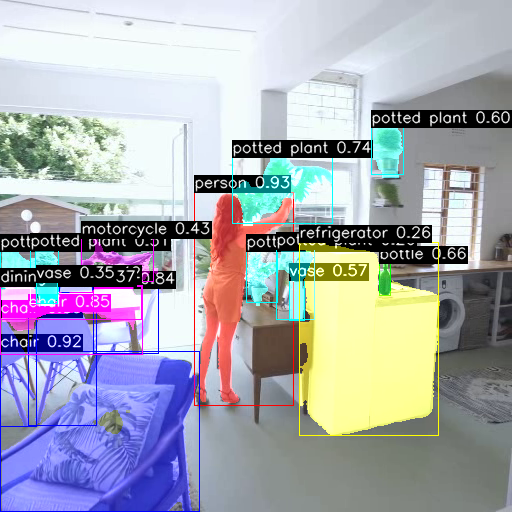 potted plant 0.60
potted plant 0.74
person 0.93
motorcycle 0.43
refrigerator 0.26
bottle 0.66
vase 0.35
0.84
vase 0.57
chair 0.85
chair 0.92